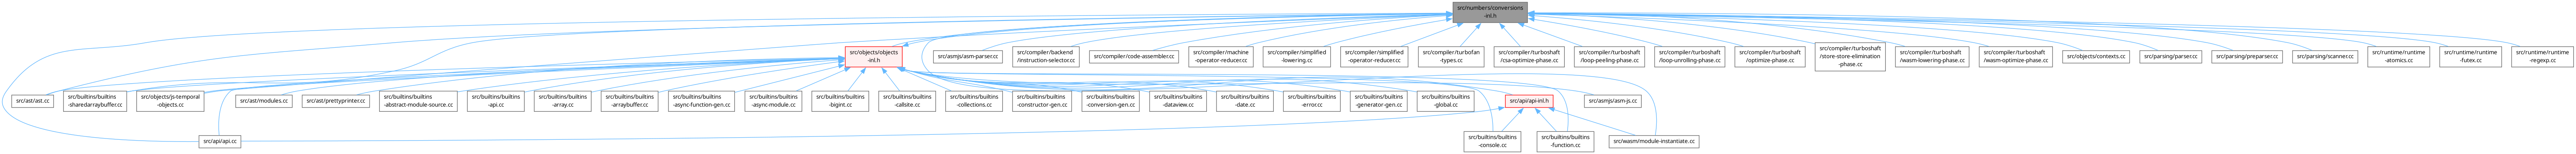 src/numbers/conversions
-inl.h
src/objects/objects
-inl.h
src/asmjs/asm-parser.cc
src/compiler/backend
/instruction-selector.cc
src/compiler/code-assembler.cc
src/compiler/machine
-operator-reducer.cc
src/compiler/simplified
-lowering.cc
src/compiler/simplified
-operator-reducer.cc
src/compiler/turbofan
-types.cc
src/compiler/turboshaft
/csa-optimize-phase.cc
src/compiler/turboshaft
/loop-peeling-phase.cc
src/compiler/turboshaft
/loop-unrolling-phase.cc
src/compiler/turboshaft
/optimize-phase.cc
src/compiler/turboshaft
/store-store-elimination
-phase.cc
src/compiler/turboshaft
/wasm-lowering-phase.cc
src/compiler/turboshaft
/wasm-optimize-phase.cc
src/objects/contexts.cc
src/parsing/parser.cc
src/parsing/preparser.cc
src/parsing/scanner.cc
src/runtime/runtime
-atomics.cc
src/runtime/runtime
-futex.cc
src/runtime/runtime
-regexp.cc
src/ast/ast.cc
src/builtins/builtins
-sharedarraybuffer.cc
src/objects/js-temporal
-objects.cc
src/ast/modules.cc
src/ast/prettyprinter.cc
src/builtins/builtins
-abstract-module-source.cc
src/builtins/builtins
-api.cc
src/builtins/builtins
-array.cc
src/builtins/builtins
-arraybuffer.cc
src/builtins/builtins
-async-function-gen.cc
src/builtins/builtins
-async-module.cc
src/builtins/builtins
-bigint.cc
src/builtins/builtins
-callsite.cc
src/builtins/builtins
-collections.cc
src/builtins/builtins
-constructor-gen.cc
src/builtins/builtins
-conversion-gen.cc
src/builtins/builtins
-dataview.cc
src/builtins/builtins
-date.cc
src/builtins/builtins
-error.cc
src/builtins/builtins
-generator-gen.cc
src/builtins/builtins
-global.cc
src/api/api-inl.h
src/asmjs/asm-js.cc
src/api/api.cc
src/builtins/builtins
-console.cc
src/builtins/builtins
-function.cc
src/wasm/module-instantiate.cc